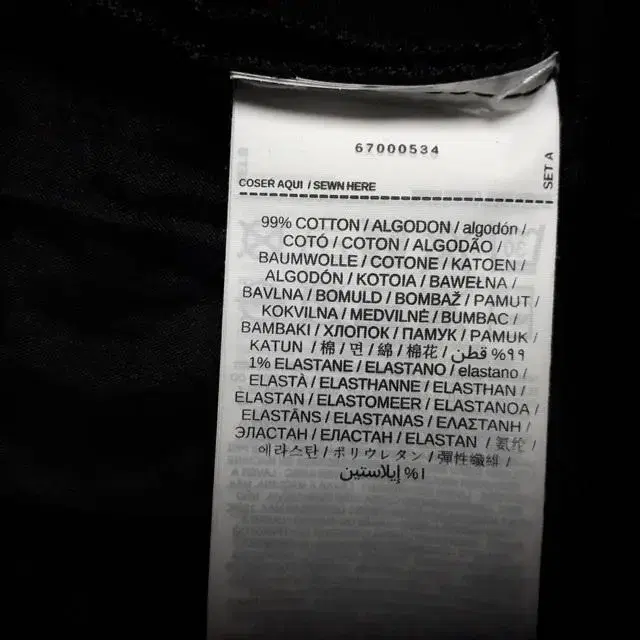 67000534
SET A
COSER AQUI / SEWN HERE
99% COTTON / ALGODON / algodón /
COTÓ / COTON / ALGODÃO /
BAUMWOLLE / COTONE / KATOEN /
ALGODÓN / KOTOIA / BAWEŁNA /
BAVLNA / BOMULD / BOMBAŽ / PAMUT /
KOKVILNA / MEDVILNĖ / BUMBAC /
BAMBAKI / ХЛОПОК / ПАМУК / PAMUK /
KATUN / 棉 / 면 / 綿 / 棉花 / قطن %٩٩
1% ELASTANE / ELASTANO / elastano /
ELASTÀ / ELASTHANNE / ELASTHAN /
ELASTAN / ELASTOMEER / ELASTANOA /
ELASTĀNS / ELASTANAS / ΕΛΑΣΤΑΝΗ /
ЭЛАСТАН / ЕЛАСТАН / ELASTAN / 氨纶 /
에라스탄 / ポリウレタン / 彈性纖維 /
إيلاستين %١